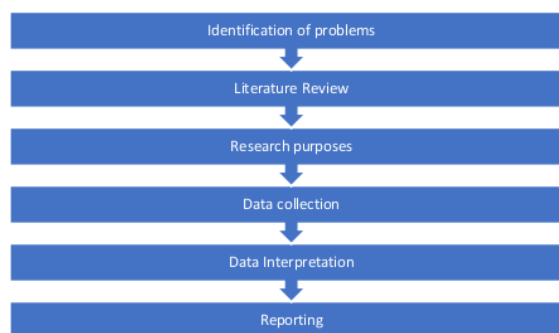 Identification of problems
Literature Review
Research purposes
Data collection
Data Interpretation
Reporting